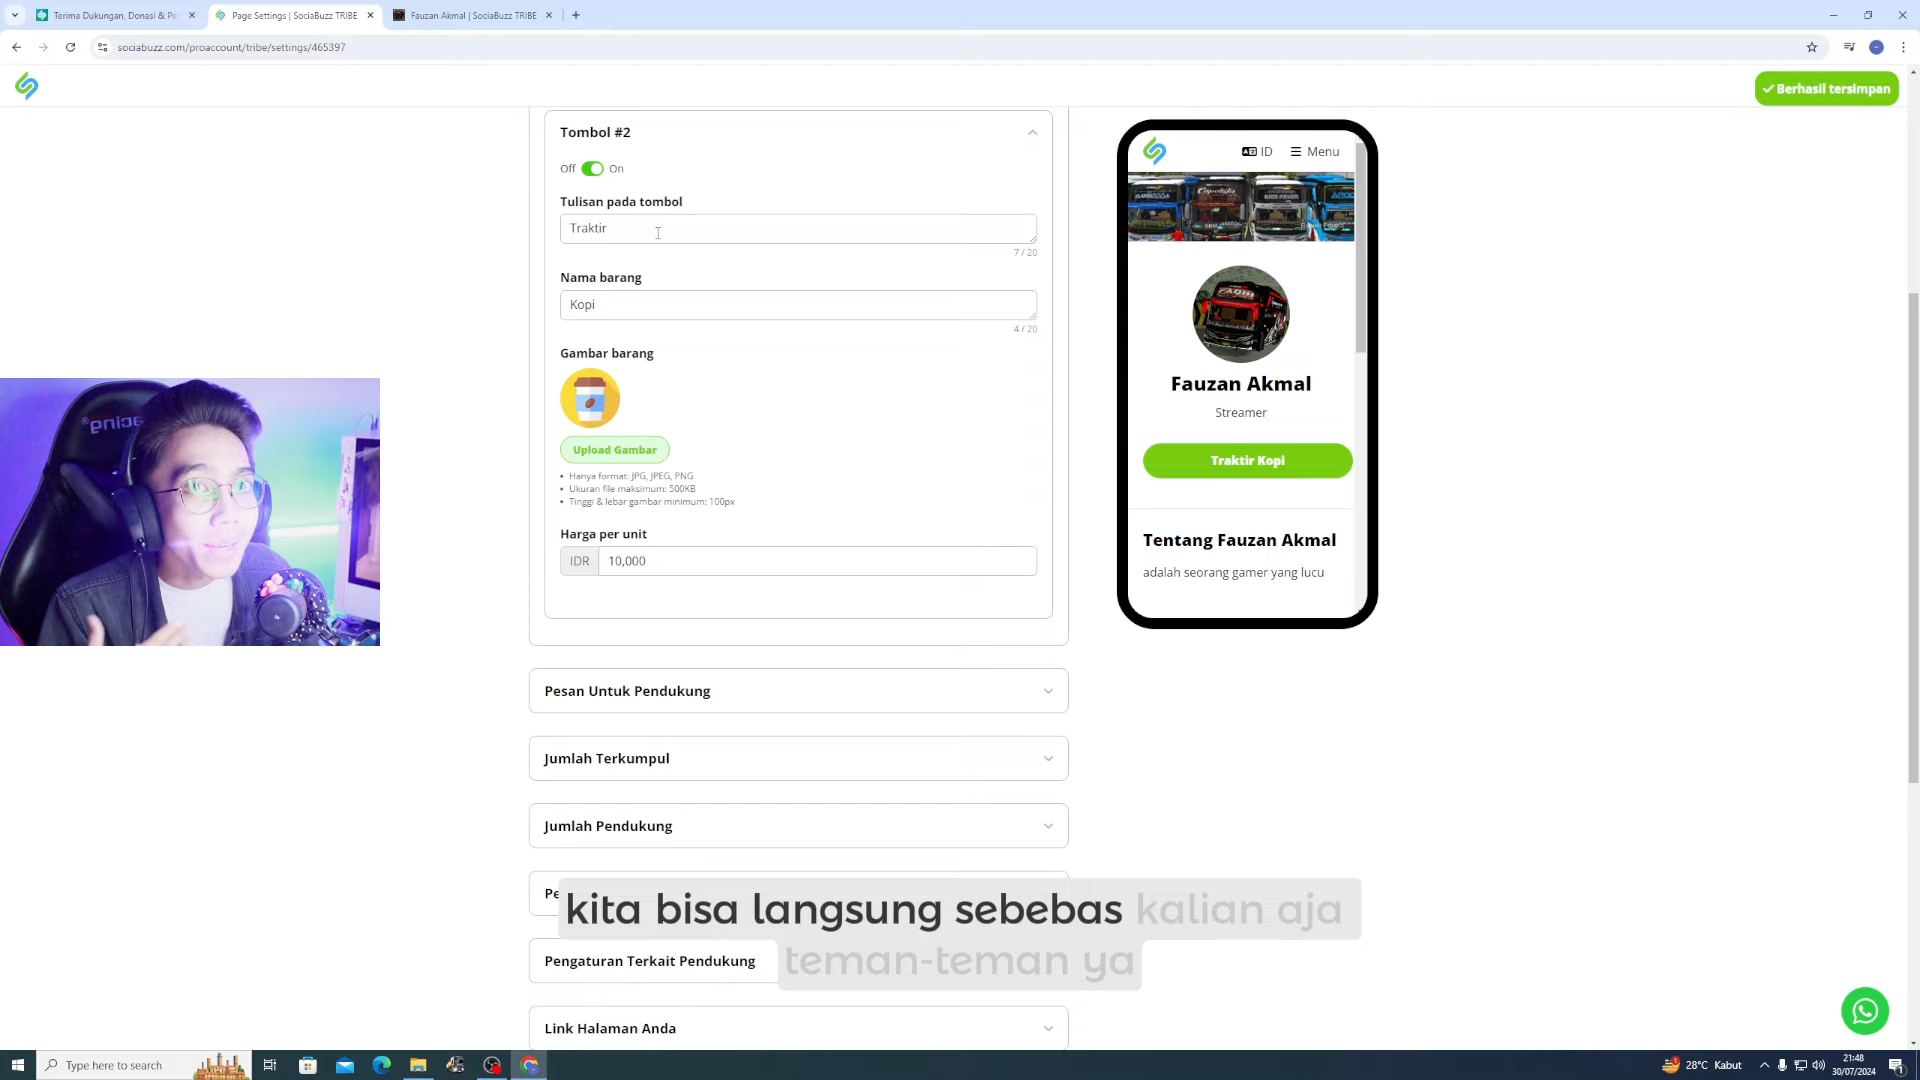 Terima Dukungan, Donasi & Pe
Page Settings | SociaBuzz TRIBE
Fauzan Akmal | SociaBuzz TRIBE
sociabuzz.com/proaccount/tribe/settings/465397
Berhasil tersimpan
Tombol #2
Off On
Tulisan pada tombol
Traktir
7 / 20
Nama barang
Kopi
4 / 20
Gambar barang
Upload Gambar
• Hanya format: JPG, JPEG, PNG
• Ukuran file maksimum: 500KB
• Tinggi & lebar gambar minimum: 100px
Harga per unit
IDR 10,000
Pesan Untuk Pendukung
Jumlah Terkumpul
Jumlah Pendukung
Pe
Pengaturan Terkait Pendukung
Link Halaman Anda
ID Menu
Fauzan Akmal
Streamer
Traktir Kopi
Tentang Fauzan Akmal
adalah seorang gamer yang lucu
kita bisa langsung sebebas kalian aja
teman-teman ya
Type here to search
28°C Kabut
21:48
30/07/2024